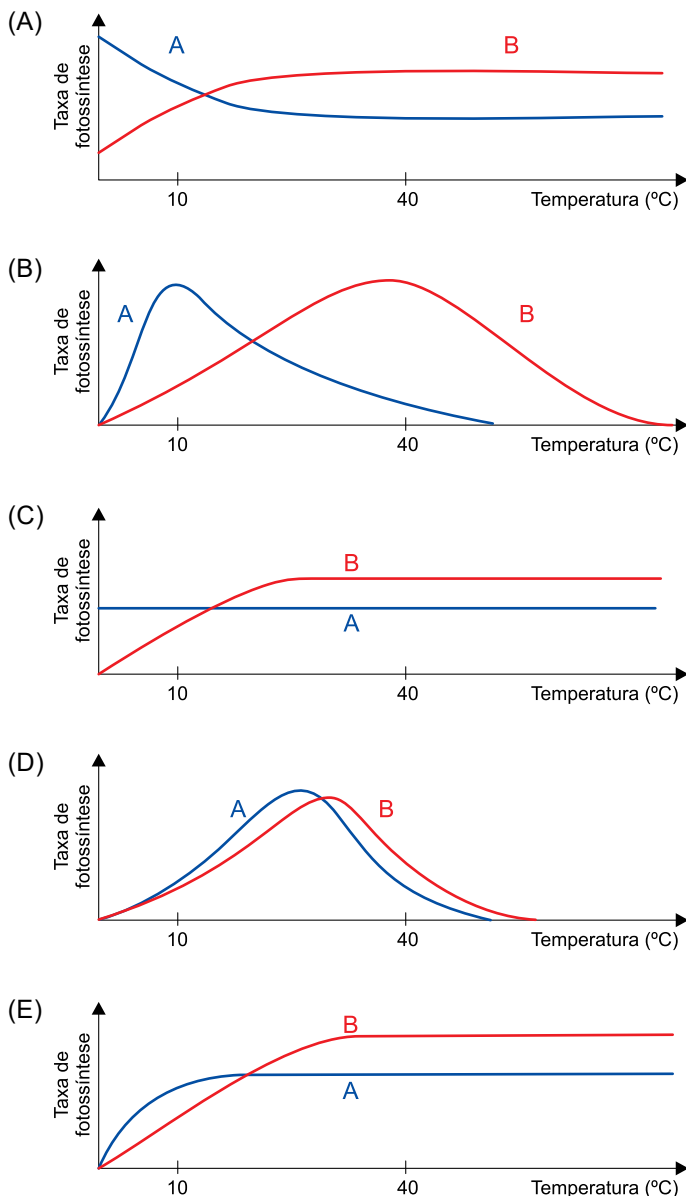 (A)
A
B
Taxa de
fotossíntese
10
40
Temperatura (ºC)
(B)
A
B
Taxa de
fotossíntese
10
40
Temperatura (ºC)
(C)
B
A
Taxa de
fotossíntese
10
40
Temperatura (ºC)
(D)
A
B
Taxa de
fotossíntese
10
40
Temperatura (ºC)
(E)
B
A
Taxa de
fotossíntese
10
40
Temperatura (ºC)